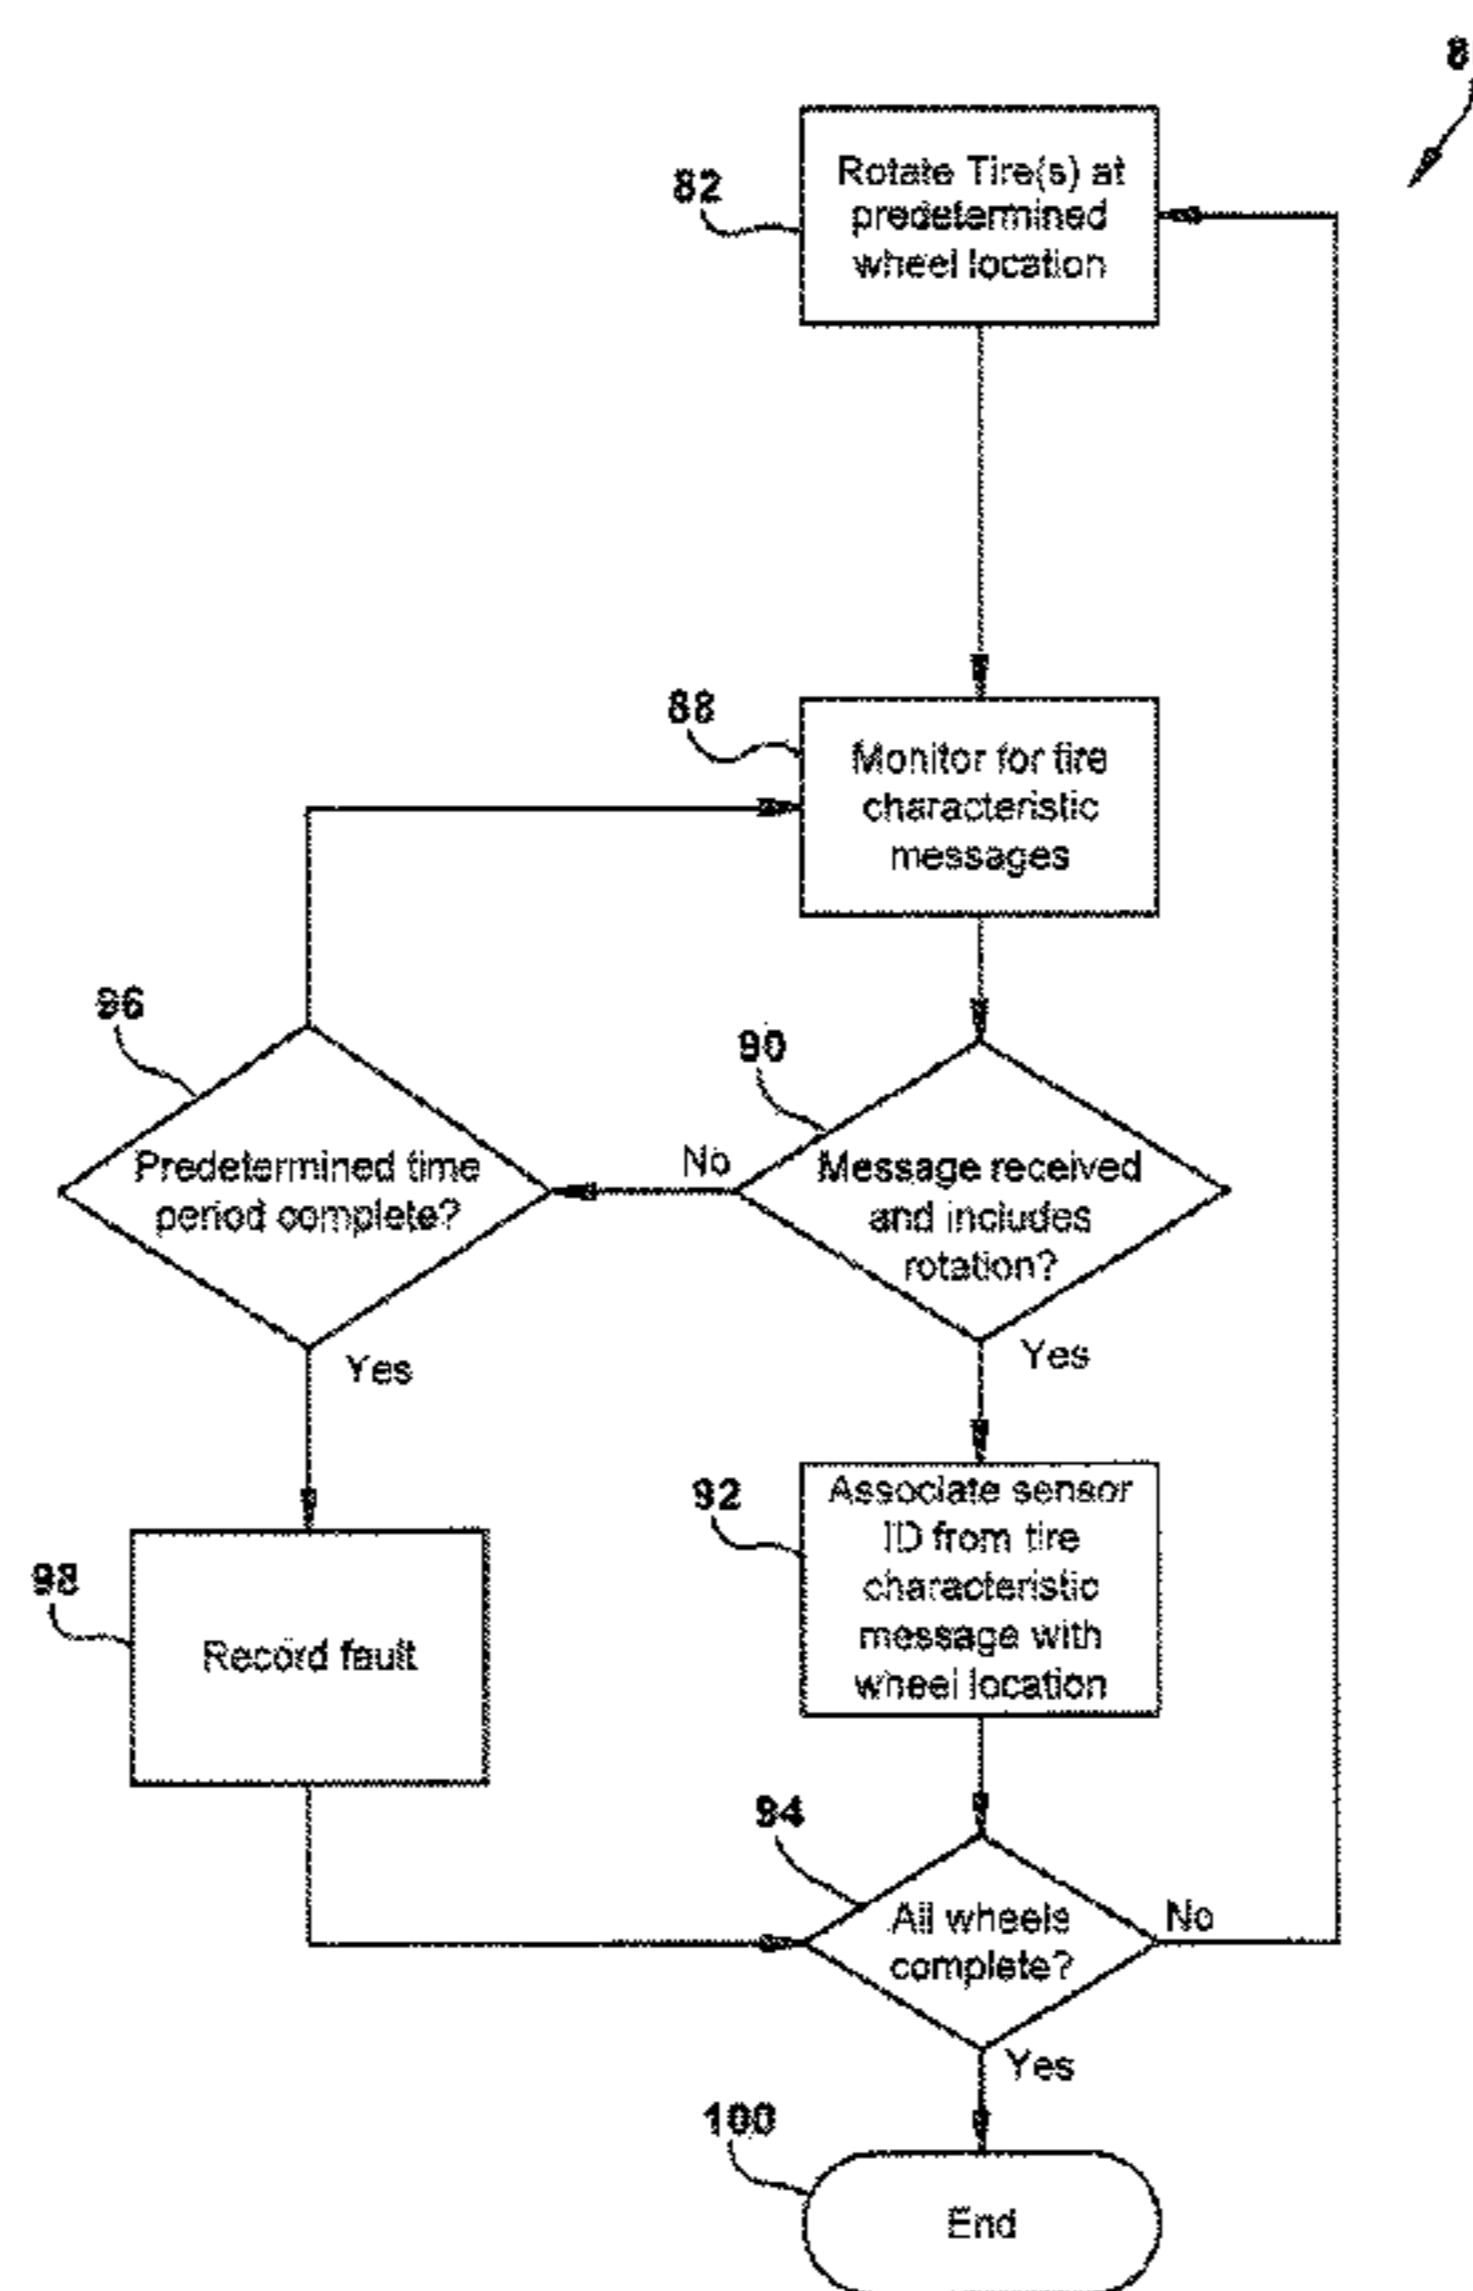 8
82
Rotate Tire(s) at
predetermined
wheel location
88
Monitor for tire
characteristic
messages
96
Predetermined time
period complete?
No
90
Message received
and includes
rotation?
Yes
Yes
92
Associate sensor
ID from tire
characteristic
message with
wheel location
98
Record fault
94
All wheels
complete?
No
Yes
100
End